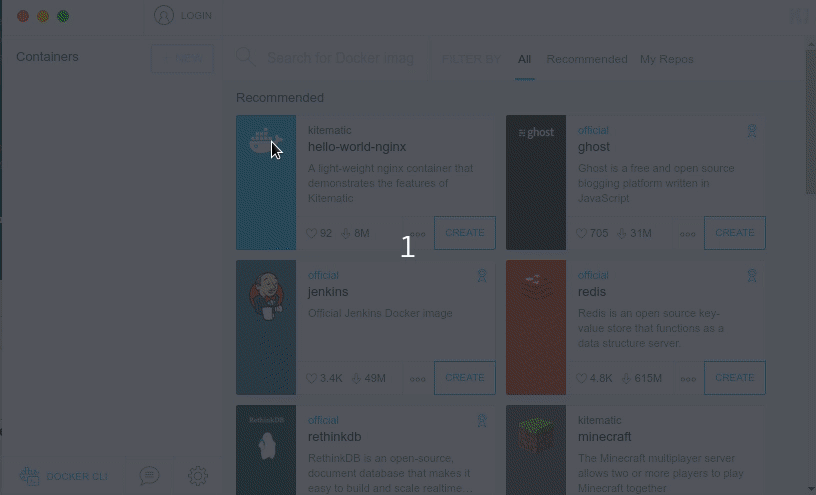 LOGIN
Containers
+ NEW
Search for Docker imag
FILTER BY
All
Recommended
My Repos
Recommended
kitematic
hello-world-nginx
A light-weight nginx container that
demonstrates the features of
Kitematic
92
8M
CREATE
ghost
official
ghost
Ghost is a free and open source
blogging platform written in
JavaScript
705
31M
CREATE
1
official
jenkins
Official Jenkins Docker image
3.4K
49M
CREATE
official
redis
Redis is an open source key-
value store that functions as a
data structure server.
4.8K
615M
CREATE
RethinkDB
official
rethinkdb
RethinkDB is an open-source,
document database that makes it
easy to build and scale realtime...
kitematic
minecraft
The Minecraft multiplayer server
allows two or more players to play
Minecraft together.
DOCKER CLI